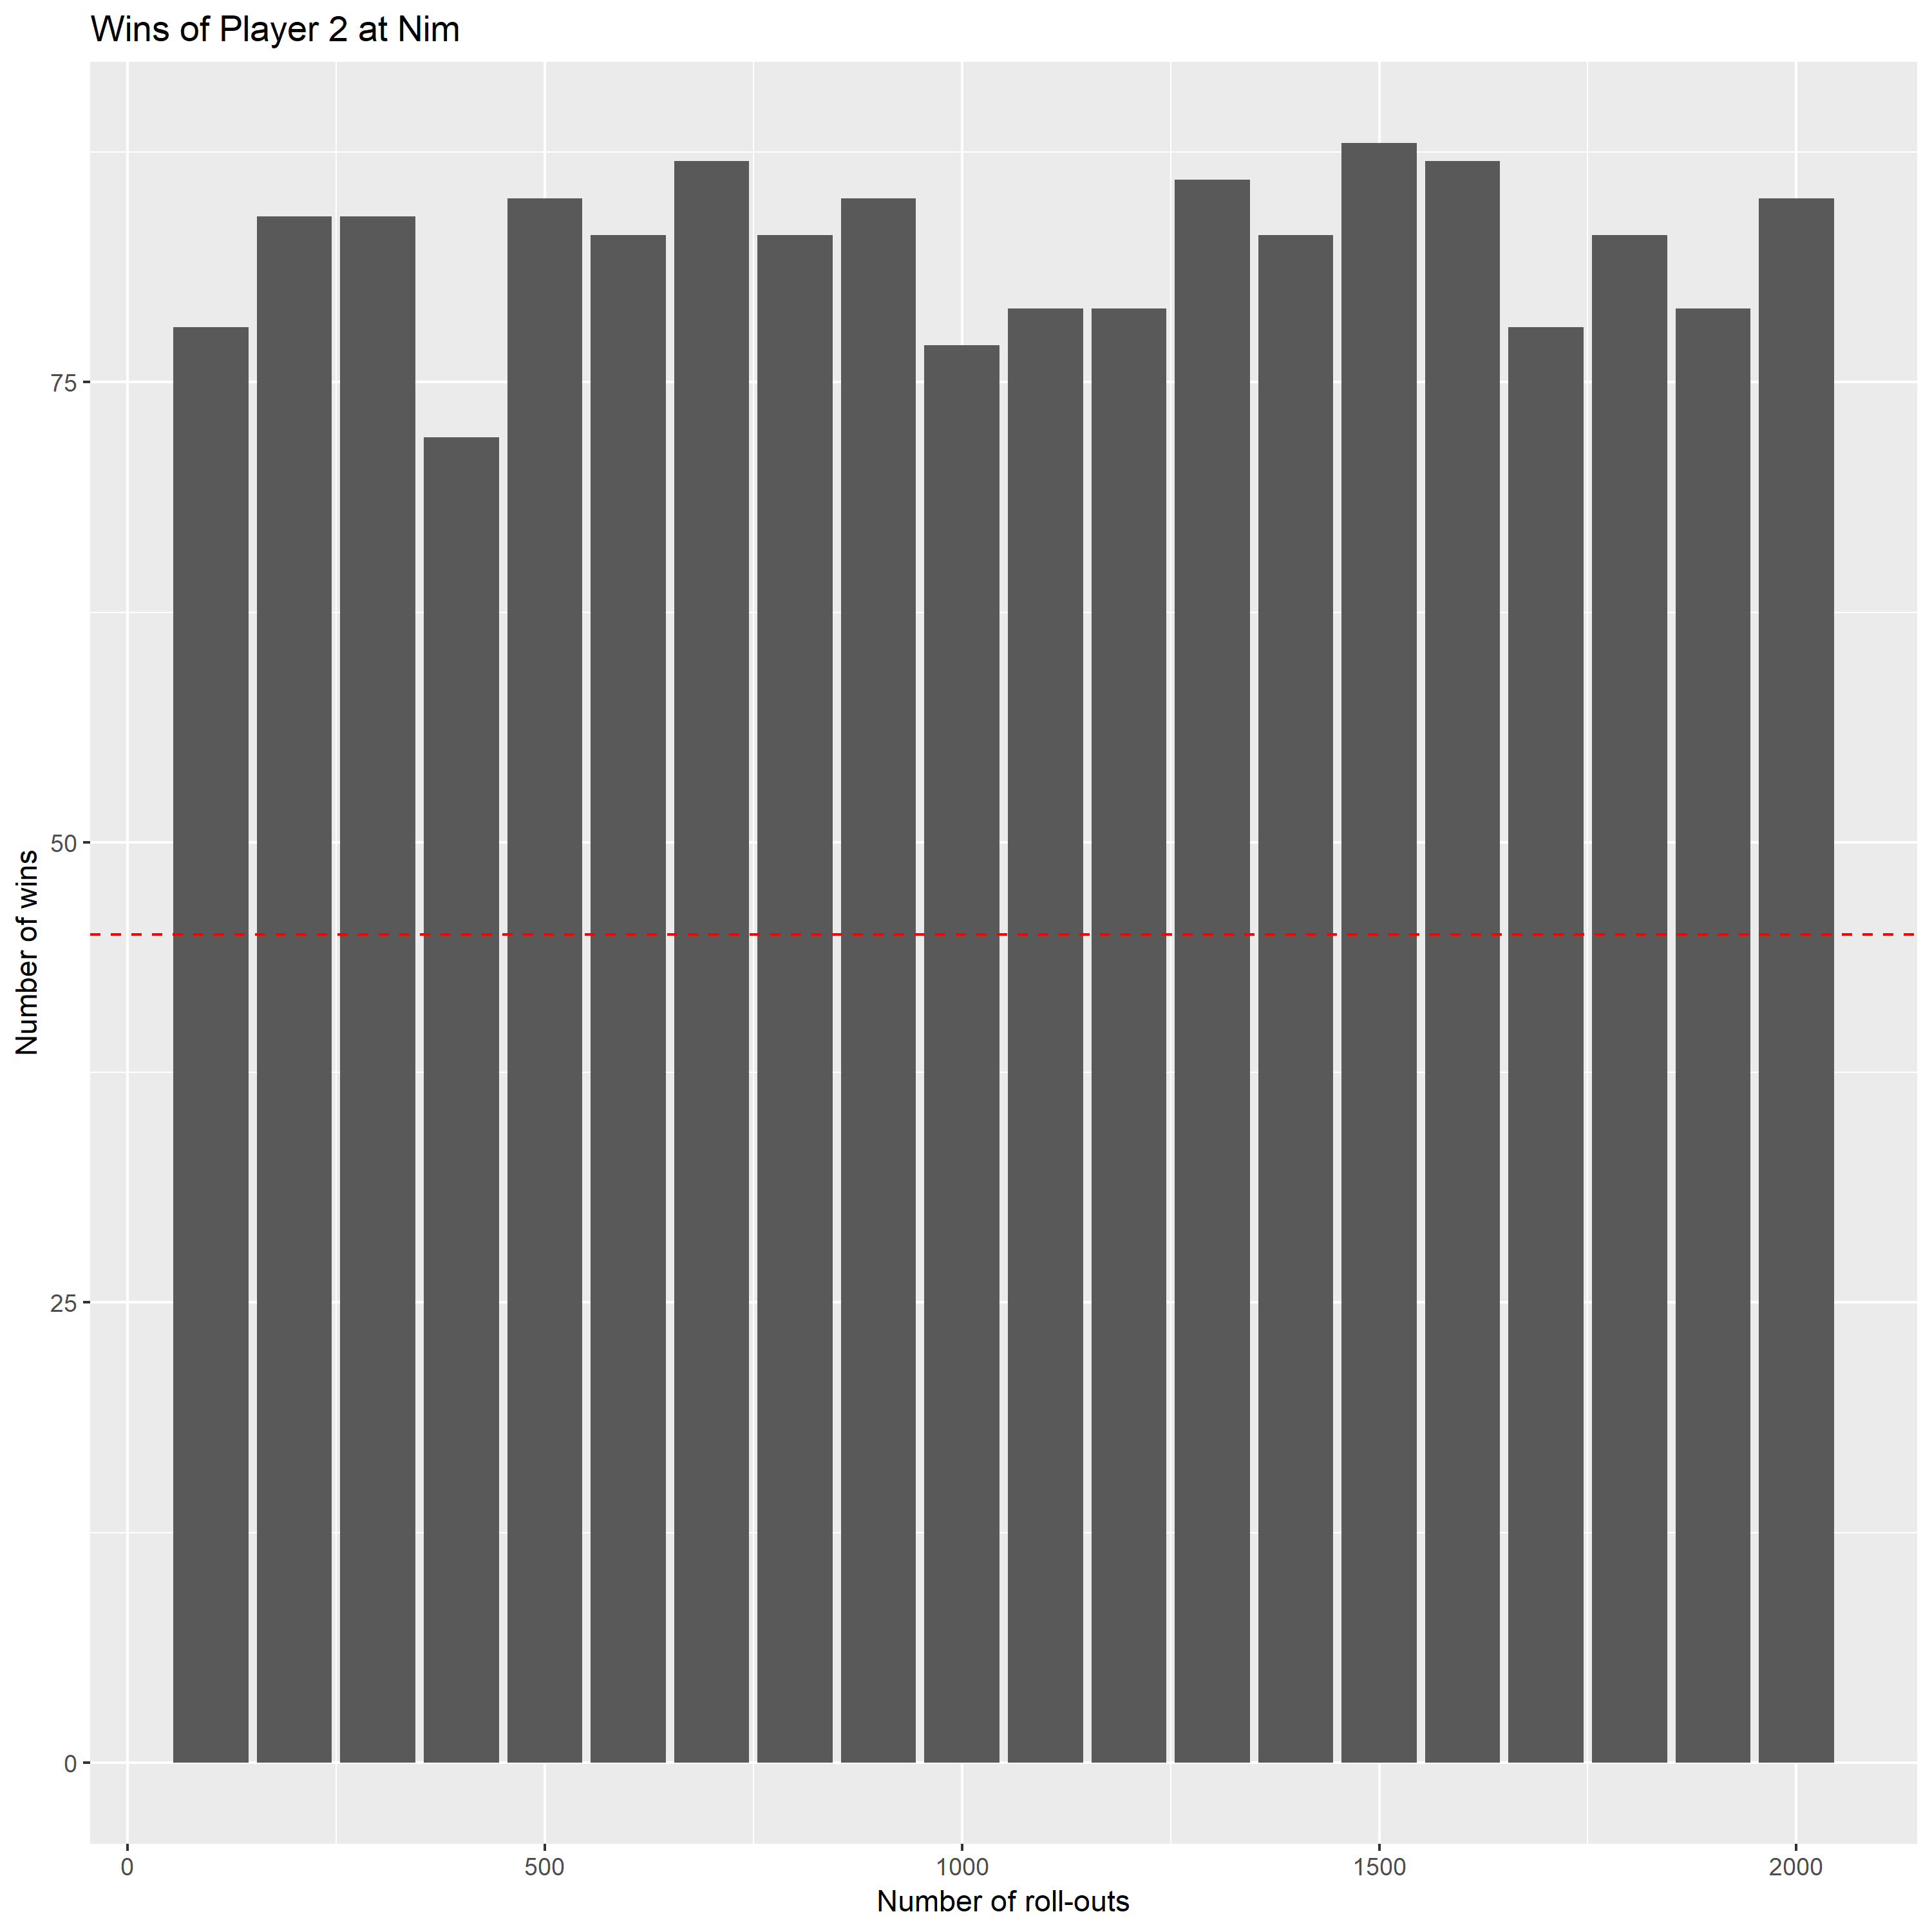 Wins of Player 2 at Nim
Number of wins
75
50
25
0
0 500 1000 1500 2000
Number of roll-outs